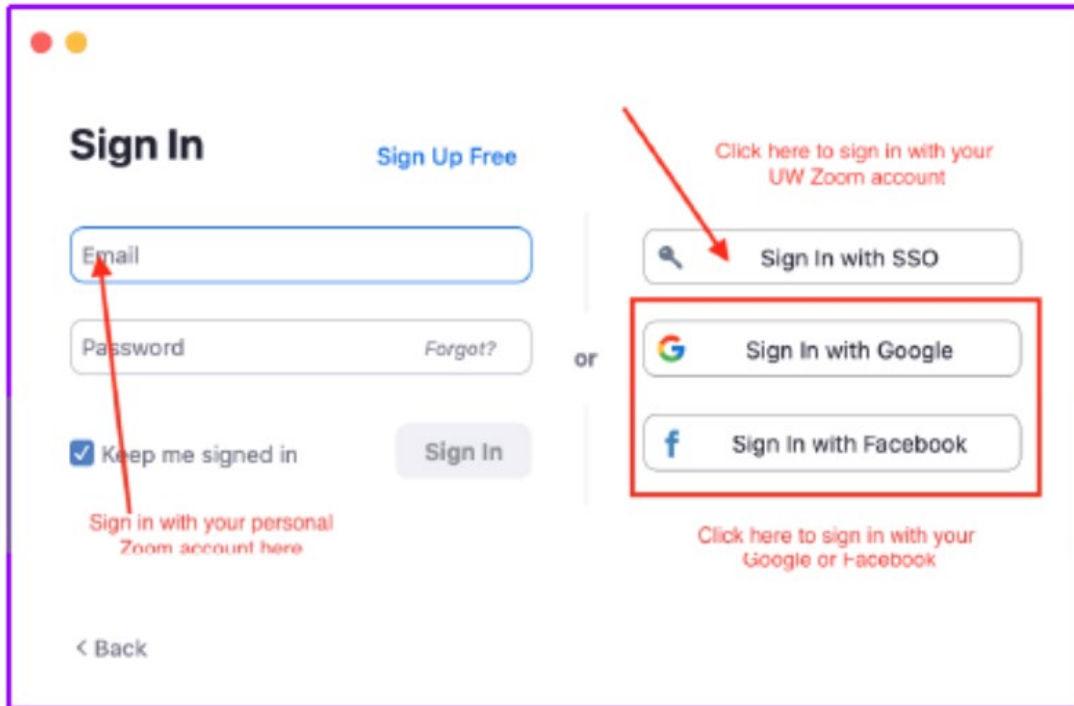 Sign In
Sign Up Free
Email
Password
Forgot?
Keep me signed in
Sign In
Sign in with your personal
Zoom account here
< Back
or
Click here to sign in with your
UW Zoom account
Sign In with SSO
G
Sign In with Google
f
Sign In with Facebook
Click here to sign in with your
Google or Facebook